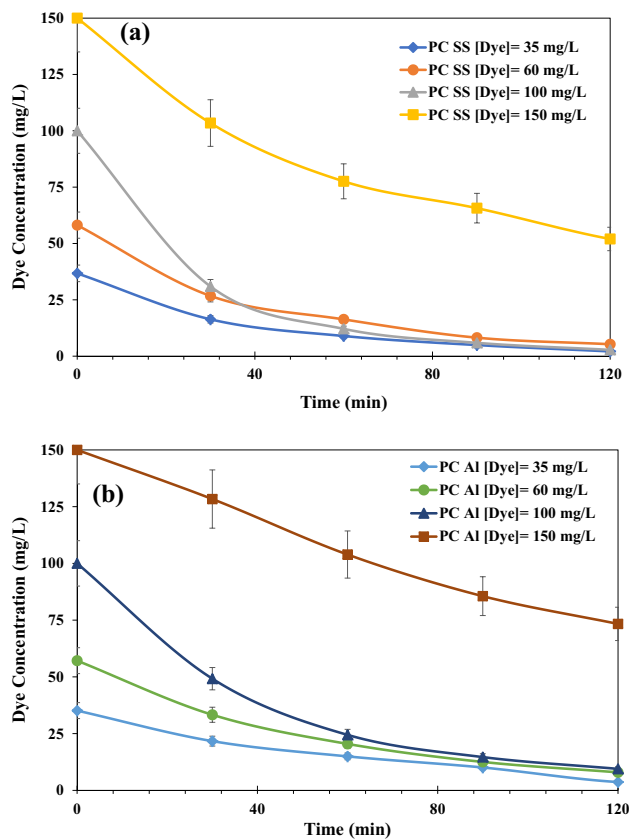 (a)
PC SS [Dye]= 35 mg/L
PC SS [Dye]= 60 mg/L
PC SS [Dye]= 100 mg/L
PC SS [Dye]= 150 mg/L
Dye Concentration (mg/L)
150
125
100
75
50
25
0
0 40 80 120
Time (min)
(b)
PC Al [Dye]= 35 mg/L
PC Al [Dye]= 60 mg/L
PC Al [Dye]= 100 mg/L
PC Al [Dye]= 150 mg/L
Dye Concentration (mg/L)
150
125
100
75
50
25
0
0 40 80 120
Time (min)